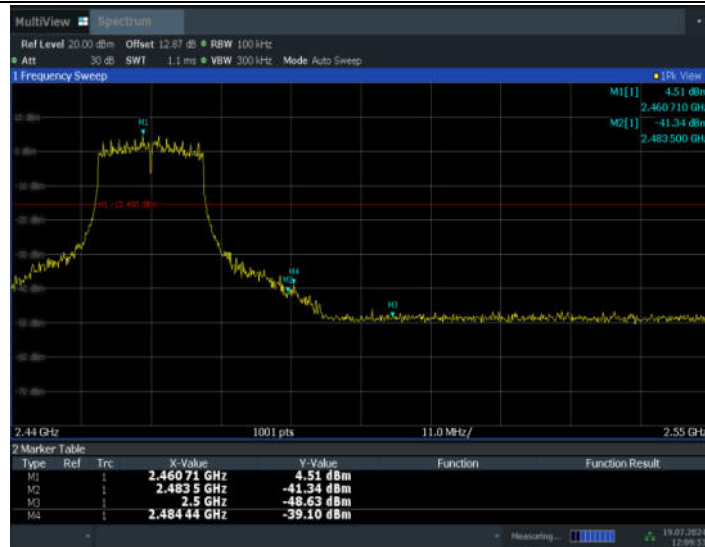 MultiView Spectrum
Ref Level 20.00 dBm Offset 12.87 dB RBW 100 kHz
Att 30 dB SWT 1.1 ms VBW 300 kHz Mode Auto Sweep
1 Frequency Sweep 1Pk View
M1[1] 4.51 dBm
2.460 710 GHz
M2[1] -41.34 dBm
2.483 500 GHz
M1
M4
M2
M3
2.44 GHz 1001 pts 11.0 MHz/ 2.55 GHz
2 Marker Table
Type Ref Trc X-Value Y-Value Function Function Result
M1 1 2.460 71 GHz 4.51 dBm
M2 1 2.483 5 GHz -41.34 dBm
M3 1 2.5 GHz -48.63 dBm
M4 1 2.484 44 GHz -39.10 dBm
Measuring...